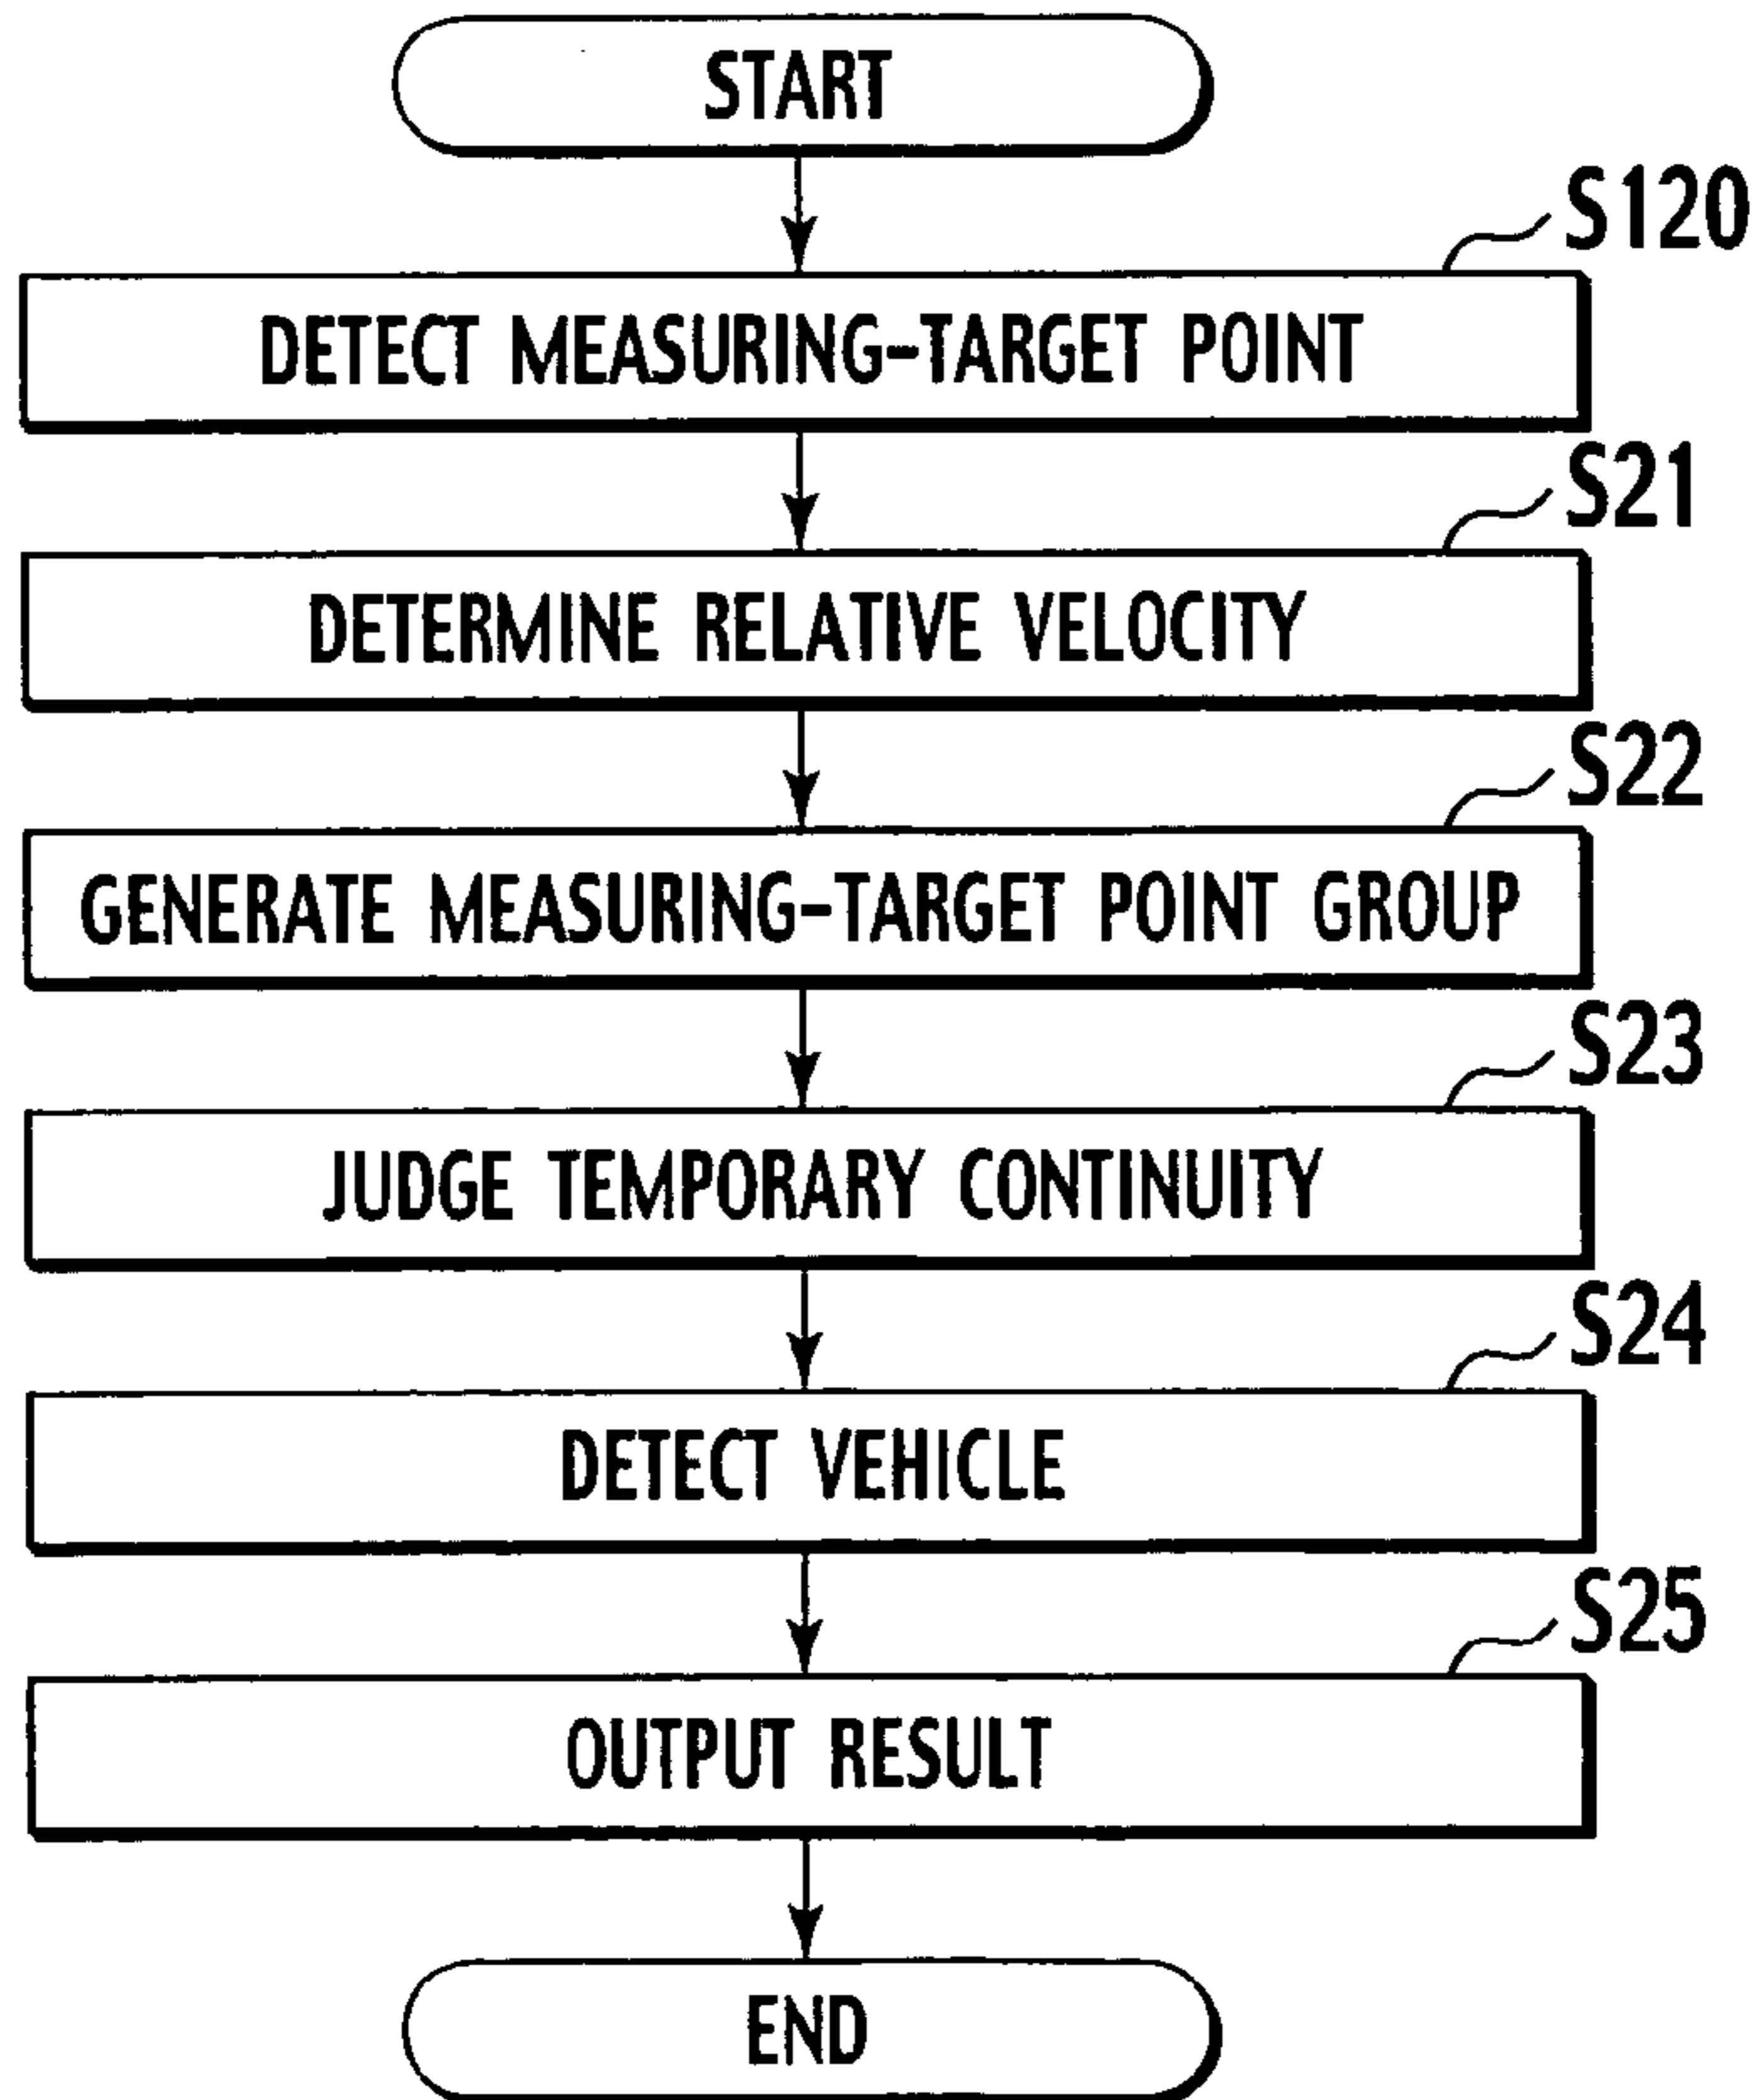 START
S120
DETECT MEASURING-TARGET POINT
S21
DETERMINE RELATIVE VELOCITY
S22
GENERATE MEASURING-TARGET POINT GROUP
S23
JUDGE TEMPORARY CONTINUITY
S24
DETECT VEHICLE
S25
OUTPUT RESULT
END